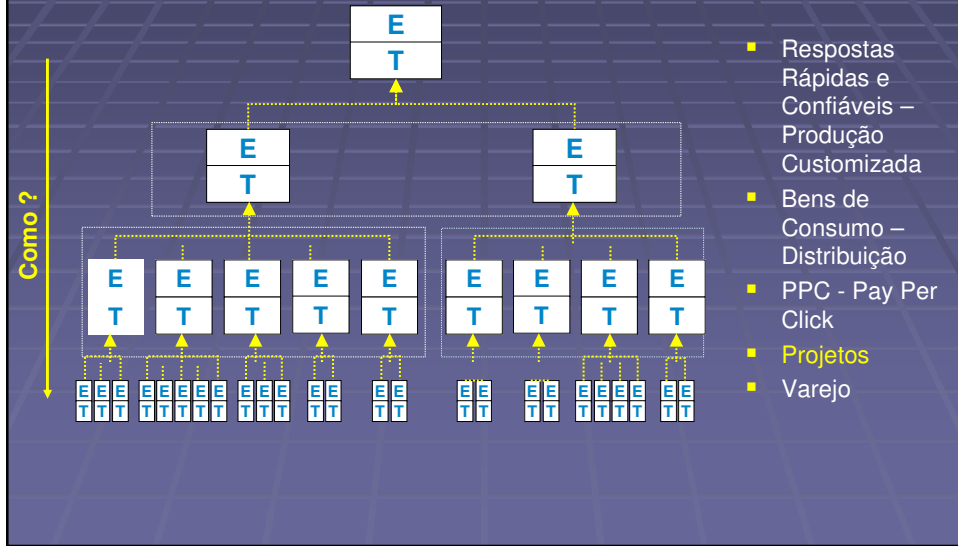 E
T
E
T
E
T
Como ?
E
T
E
T
E
T
E
T
E
T
E
T
E
T
E
T
E
T
E E E
T T T
E E E E E
T T T T T
E E E
T T T
E E
T T
E E
T T
E E
T T
E E
T T
E E E E
T T T T
E E
T T
Respostas
Rápidas e
Confiáveis –
Produção
Customizada
Bens de
Consumo –
Distribuição
PPC - Pay Per
Click
Projetos
Varejo